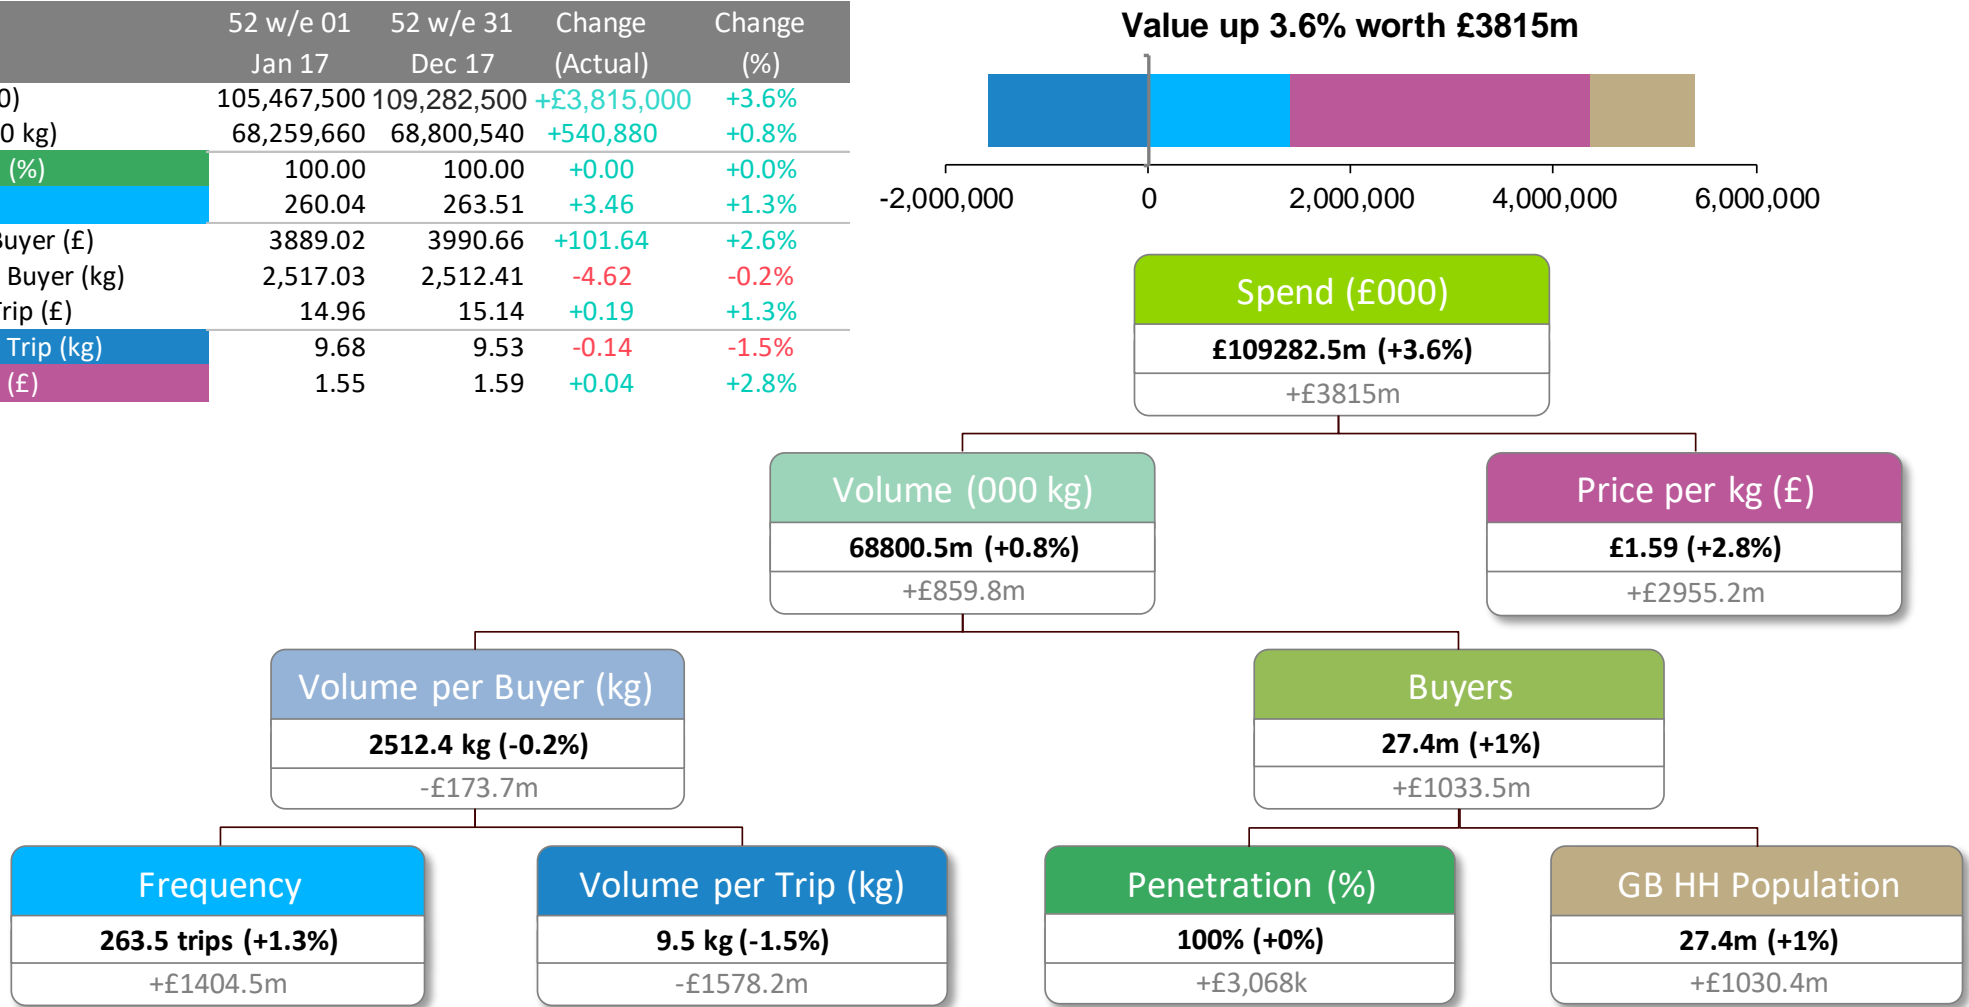 52 w/e 01 52 w/e 31 Change Change
Jan 17 Dec 17 (Actual) (%)
0) 105,467,500 109,282,500 +£3,815,000 +3.6%
0 kg) 68,259,660 68,800,540 +540,880 +0.8%
(%) 100.00 100.00 +0.00 +0.0%
260.04 263.51 +3.46 +1.3%
Buyer (£) 3889.02 3990.66 +101.64 +2.6%
Buyer (kg) 2,517.03 2,512.41 -4.62 -0.2%
Trip (£) 14.96 15.14 +0.19 +1.3%
Trip (kg) 9.68 9.53 -0.14 -1.5%
(£) 1.55 1.59 +0.04 +2.8%
Value up 3.6% worth £3815m
-2,000,000 0 2,000,000 4,000,000 6,000,000
Spend (£000)
£109282.5m (+3.6%)
+£3815m
Volume (000 kg)
68800.5m (+0.8%)
+£859.8m
Price per kg (£)
£1.59 (+2.8%)
+£2955.2m
Volume per Buyer (kg)
2512.4 kg (-0.2%)
-£173.7m
Buyers
27.4m (+1%)
+£1033.5m
Frequency
263.5 trips (+1.3%)
+£1404.5m
Volume per Trip (kg)
9.5 kg (-1.5%)
-£1578.2m
Penetration (%)
100% (+0%)
+£3,068k
GB HH Population
27.4m (+1%)
+£1030.4m